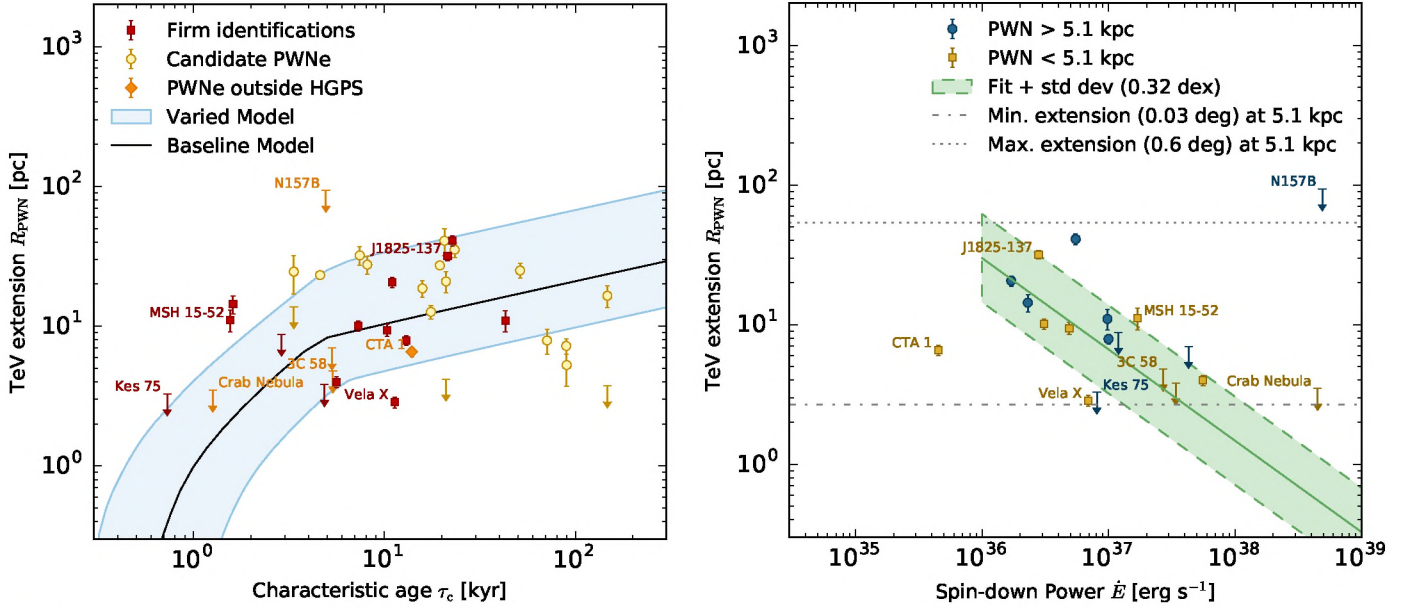 Firm identifications
Candidate PWNe
PWNe outside HGPS
Varied Model
Baseline Model
10³
10²
10¹
10⁰
TeV extension R_PWN [pc]
N157B
J1825-137
MSH 15-52
CTA 1
3C 58
Kes 75
Crab Nebula
Vela X
10⁰
10¹
10²
Characteristic age τ_c [kyr]
PWN > 5.1 kpc
PWN < 5.1 kpc
Fit + std dev (0.32 dex)
Min. extension (0.03 deg) at 5.1 kpc
Max. extension (0.6 deg) at 5.1 kpc
10³
10²
10¹
10⁰
TeV extension R_PWN [pc]
N157B
J1825-137
MSH 15-52
CTA 1
3C 58
Kes 75
Crab Nebula
Vela X
10³⁵
10³⁶
10³⁷
10³⁸
10³⁹
Spin-down Power Ė [erg s⁻¹]